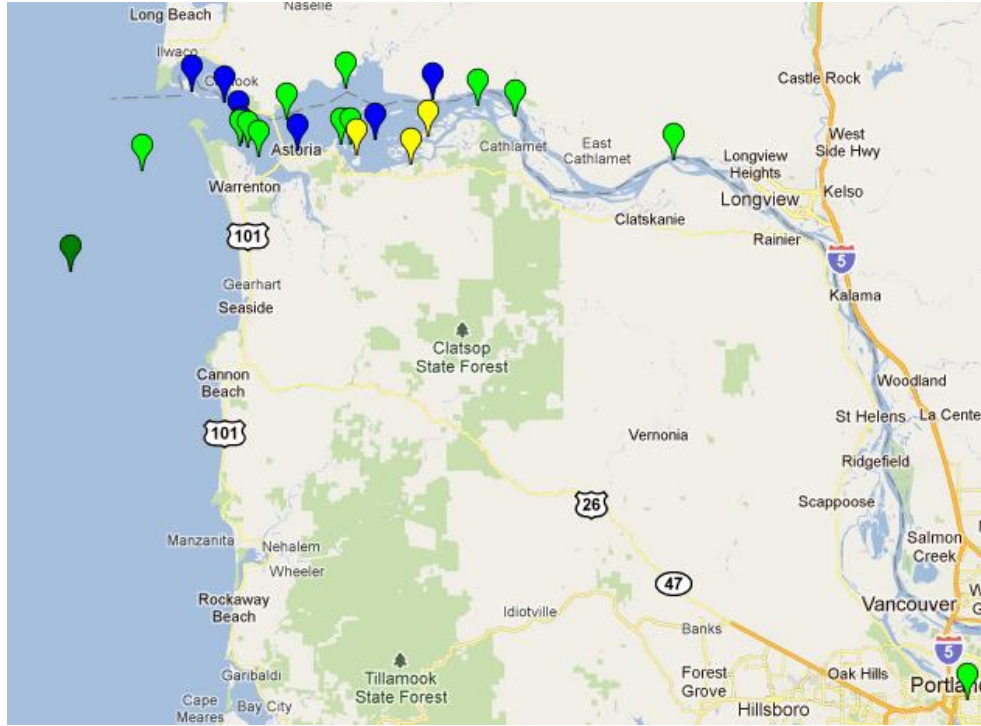 Naselle
Long Beach
Ilwaco
Castle Rock
West
Side Hwy
East
Cathlamet
Cathlamet
Longview
Heights
Astoria
Kelso
Longview
Warrenton
Clatskanie
101
Rainier
5
Gearhart
Kalama
Seaside
Clatsop
State Forest
Cannon
Beach
Woodland
St Helens
La Cente
101
Vernonia
Ridgefield
26
Scappoose
Manzanita
Nehalem
Wheeler
Salmon
Creek
47
Rockaway
Beach
Idiotville
Vancouver
Banks
5
Garibaldi
Tillamook
State Forest
Forest
Grove
Oak Hills
Portland
Cape
Meares
Bay City
Hillsboro